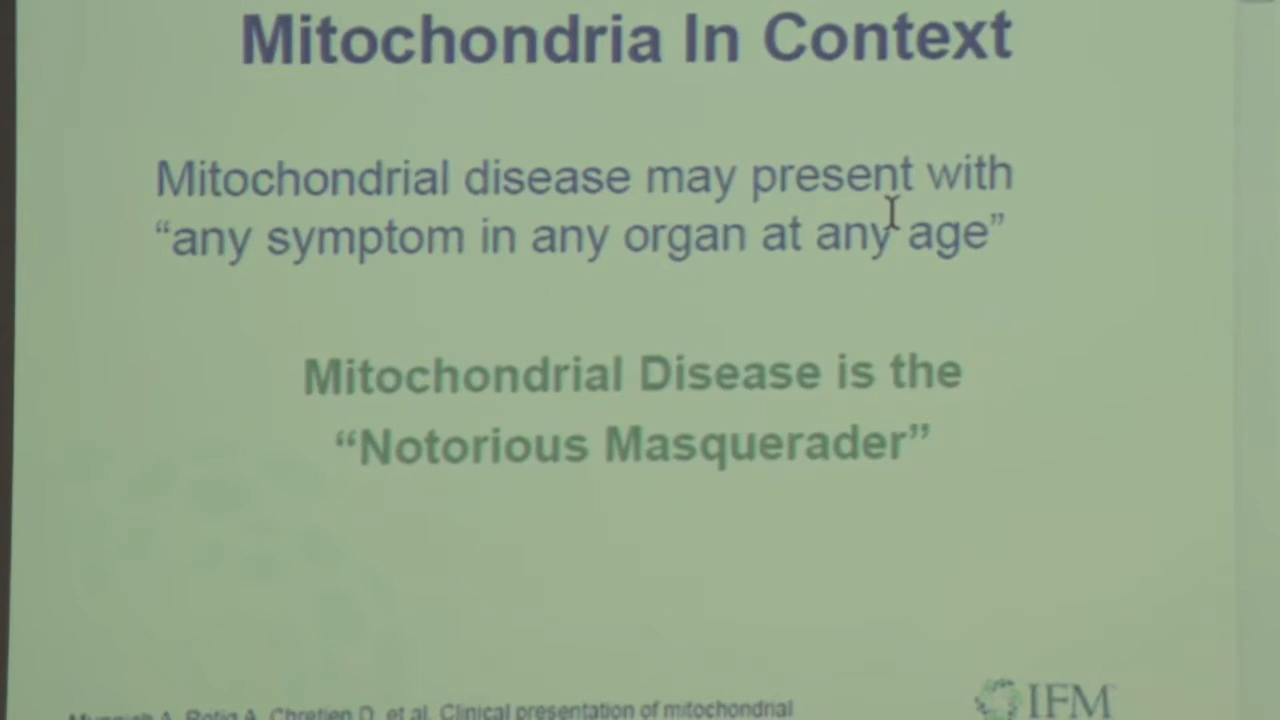 Mitochondria In Context
Mitochondrial disease may present with
“any symptom in any organ at any age”
Mitochondrial Disease is the
“Notorious Masquerader”
A, Rotig A, Chretien D, et al. Clinical presentation of mitochondrial
IFM